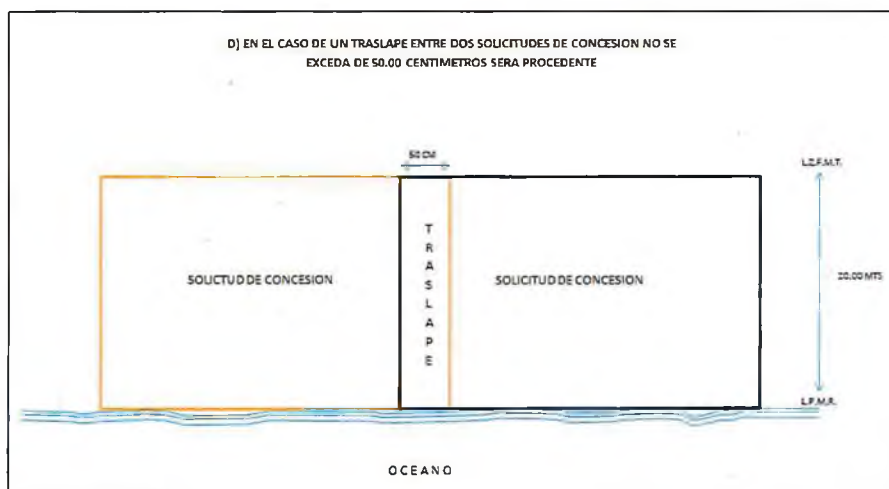 D) EN EL CASO DE UN TRASLAPE ENTRE DOS SOLICITUDES DE CONCESION NO SE
EXCEDA DE 50.00 CENTIMETROS SERA PROCEDENTE
50 CM
L.Z.F.M.T.
TRASLAPE
SOLICTUD DE CONCESION
SOLICITUD DE CONCESION
20.00 MTS
L.P.M.R.
OCEANO